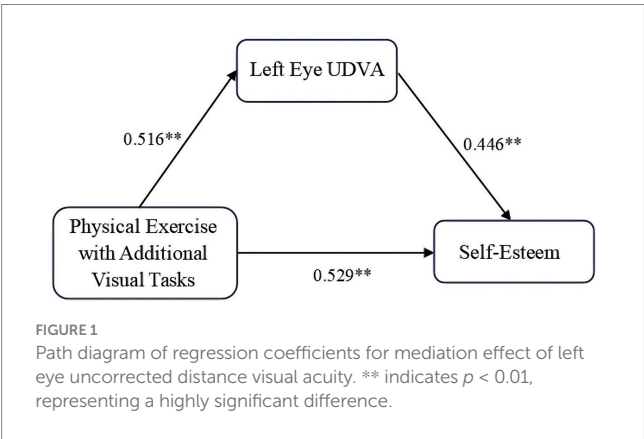 Left Eye UDVA
0.516**
0.446**
Physical Exercise
with Additional
Visual Tasks
Self-Esteem
0.529**
FIGURE 1
Path diagram of regression coefficients for mediation effect of left
eye uncorrected distance visual acuity. ** indicates p < 0.01,
representing a highly significant difference.